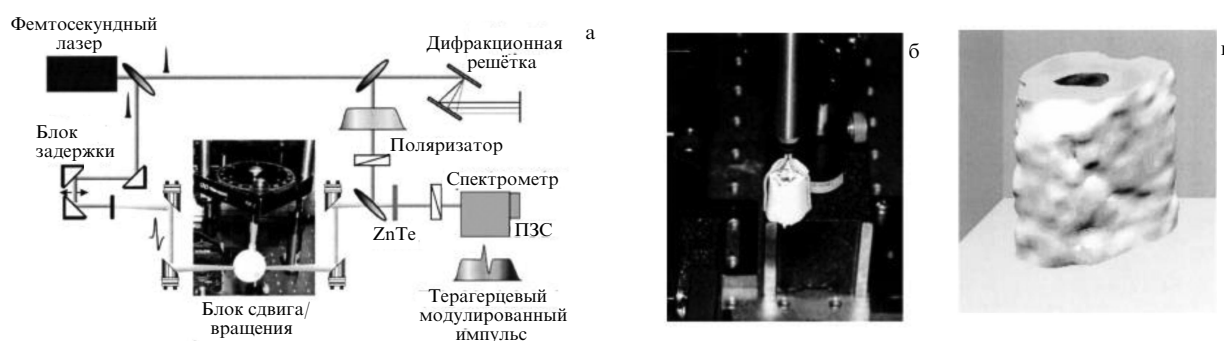 Фемтосекундный
лазер
а
Дифракционная
решётка
Блок
задержки
Поляризатор
Спектрометр
ZnTe
ПЗС
Блок сдвига/
вращения
Терагерцевый
модулированный
импульс
б